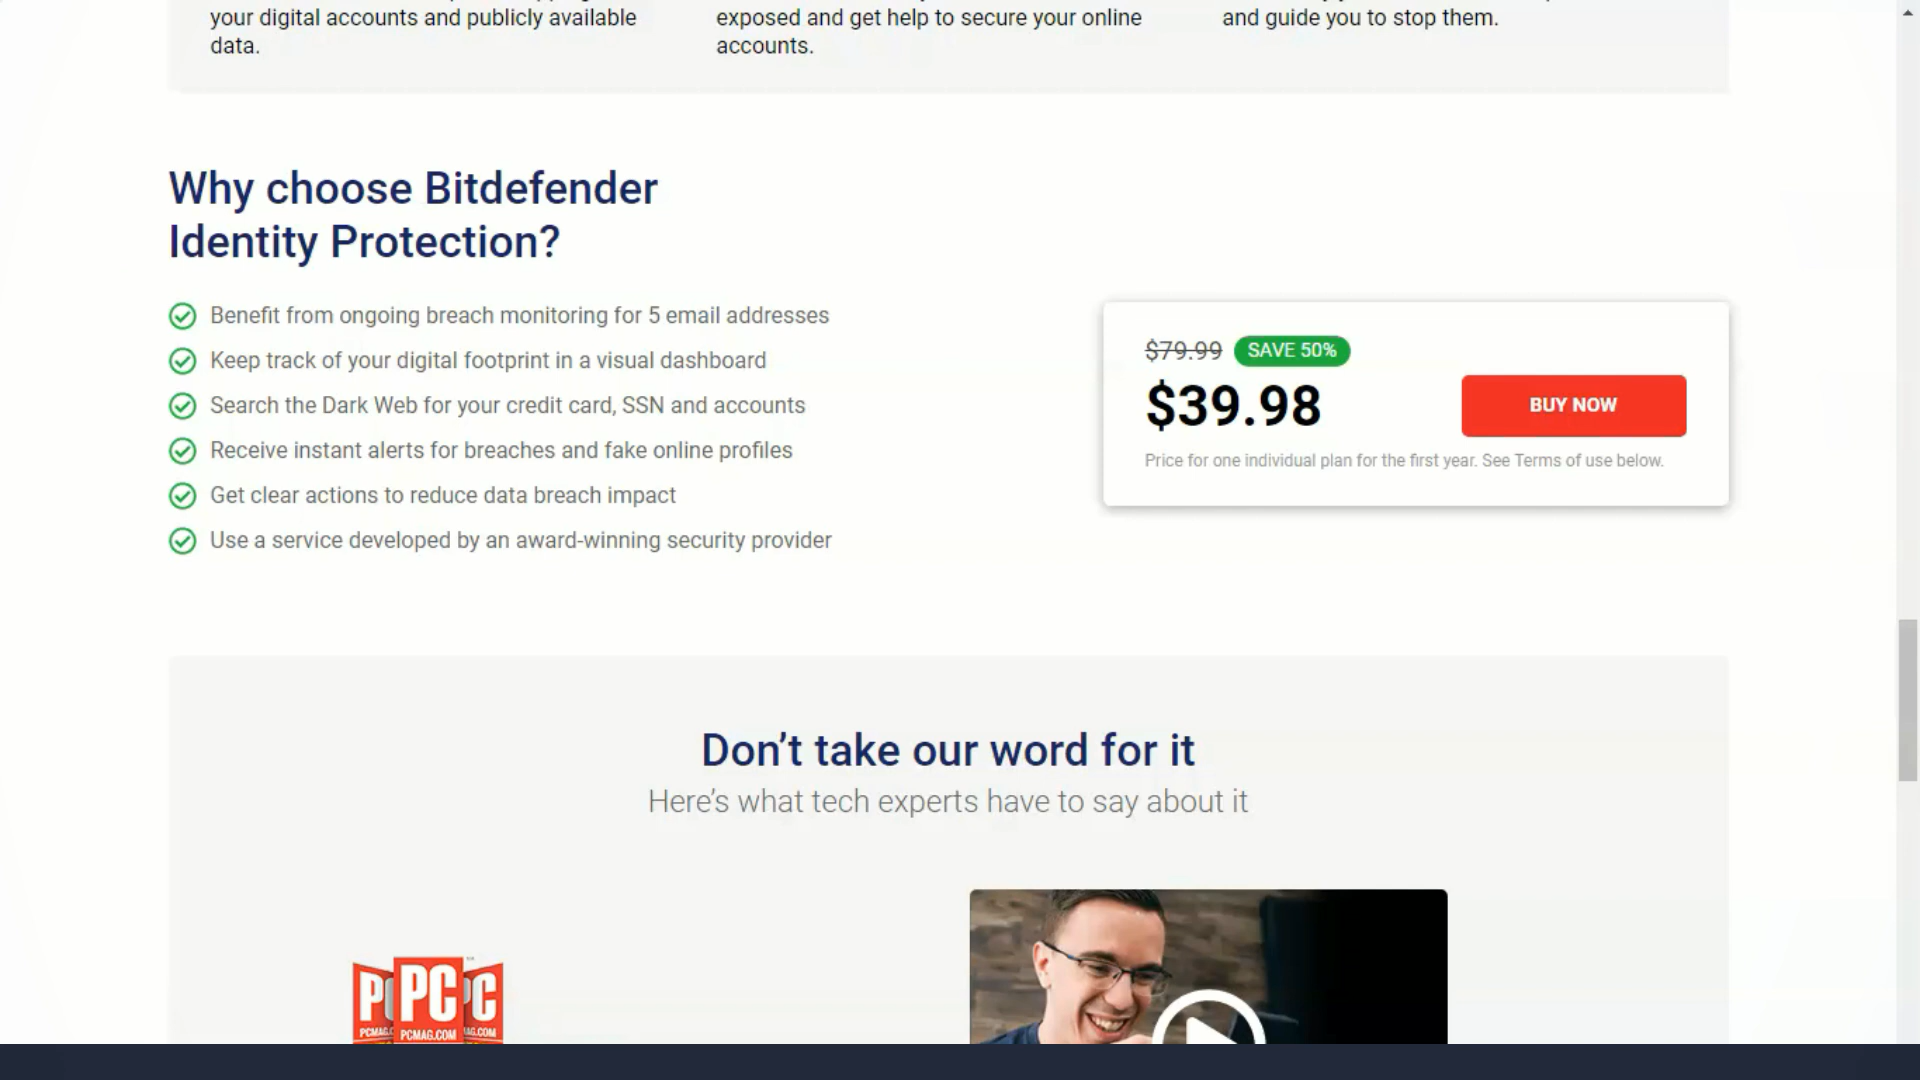 your digital accounts and publicly available
data.
exposed and get help to secure your online
accounts.
and guide you to stop them.
Why choose Bitdefender
Identity Protection?
Benefit from ongoing breach monitoring for 5 email addresses
Keep track of your digital footprint in a visual dashboard
Search the Dark Web for your credit card, SSN and accounts
Receive instant alerts for breaches and fake online profiles
Get clear actions to reduce data breach impact
Use a service developed by an award-winning security provider
$79.99 SAVE 50%
$39.98
BUY NOW
Price for one individual plan for the first year. See Terms of use below.
Don’t take our word for it
Here’s what tech experts have to say about it
PC
PCMAG.COM